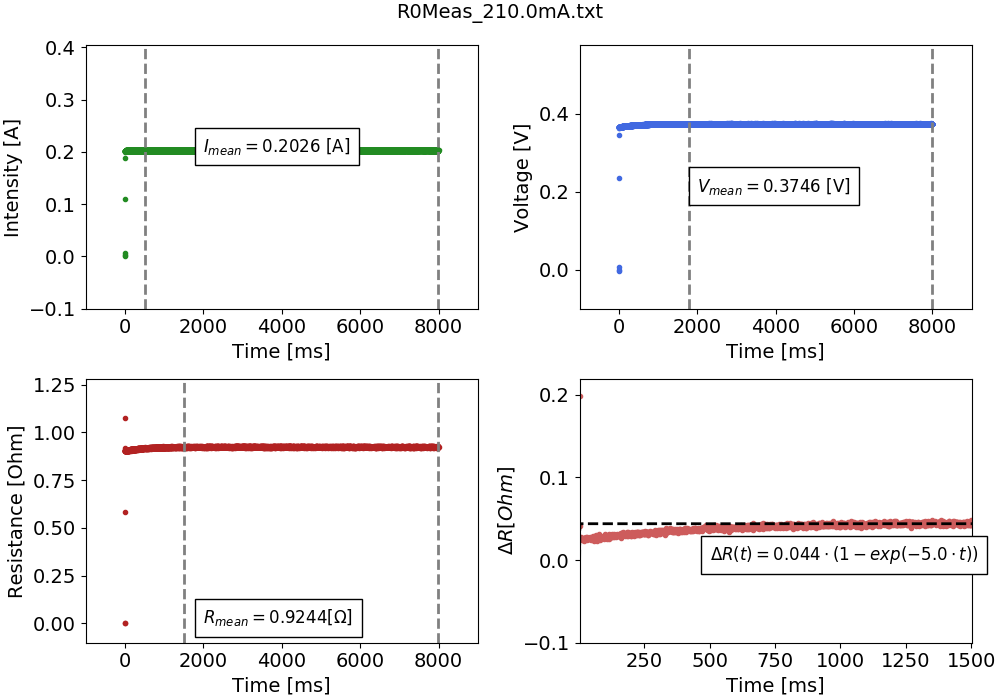 R0Meas_210.0mA.txt
0.4
0.3
0.2
0.1
0.0
−0.1
Intensity [A]
I_mean = 0.2026 [A]
0 2000 4000 6000 8000
Time [ms]
0.4
0.2
0.0
Voltage [V]
V_mean = 0.3746 [V]
0 2000 4000 6000 8000
Time [ms]
1.25
1.00
0.75
0.50
0.25
0.00
Resistance [Ohm]
R_mean = 0.9244[Ω]
0 2000 4000 6000 8000
Time [ms]
0.2
0.1
0.0
−0.1
ΔR[Ohm]
ΔR(t) = 0.044 · (1 − exp(−5.0 · t))
250 500 750 1000 1250 1500
Time [ms]